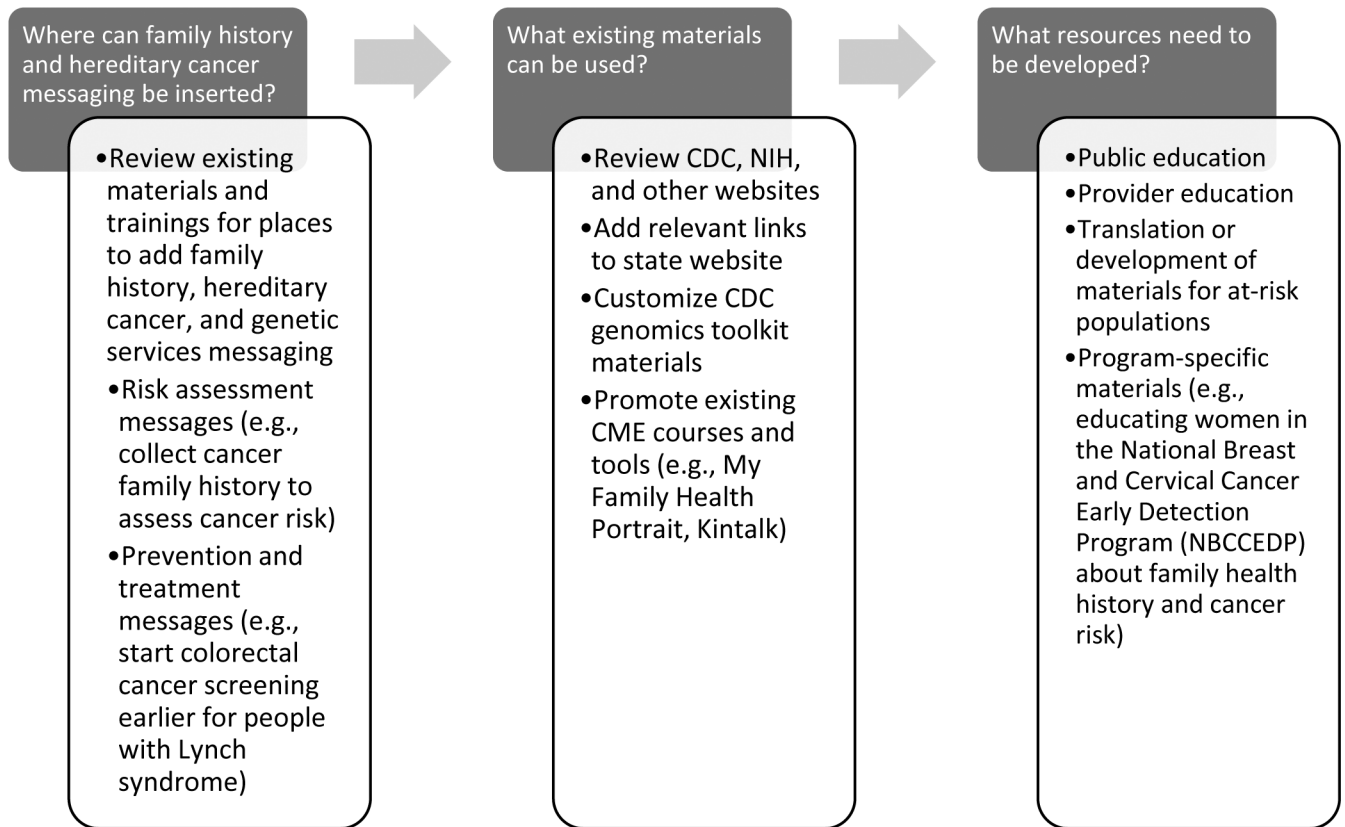 Where can family history
and hereditary cancer
messaging be inserted?
•Review existing
materials and
trainings for places
to add family
history, hereditary
cancer, and genetic
services messaging
•Risk assessment
messages (e.g.,
collect cancer
family history to
assess cancer risk)
•Prevention and
treatment
messages (e.g.,
start colorectal
cancer screening
earlier for people
with Lynch
syndrome)
What existing materials
can be used?
•Review CDC, NIH,
and other websites
•Add relevant links
to state website
•Customize CDC
genomics toolkit
materials
•Promote existing
CME courses and
tools (e.g., My
Family Health
Portrait, Kintalk)
What resources need to
be developed?
•Public education
•Provider education
•Translation or
development of
materials for at-risk
populations
•Program-specific
materials (e.g.,
educating women in
the National Breast
and Cervical Cancer
Early Detection
Program (NBCCEDP)
about family health
history and cancer
risk)